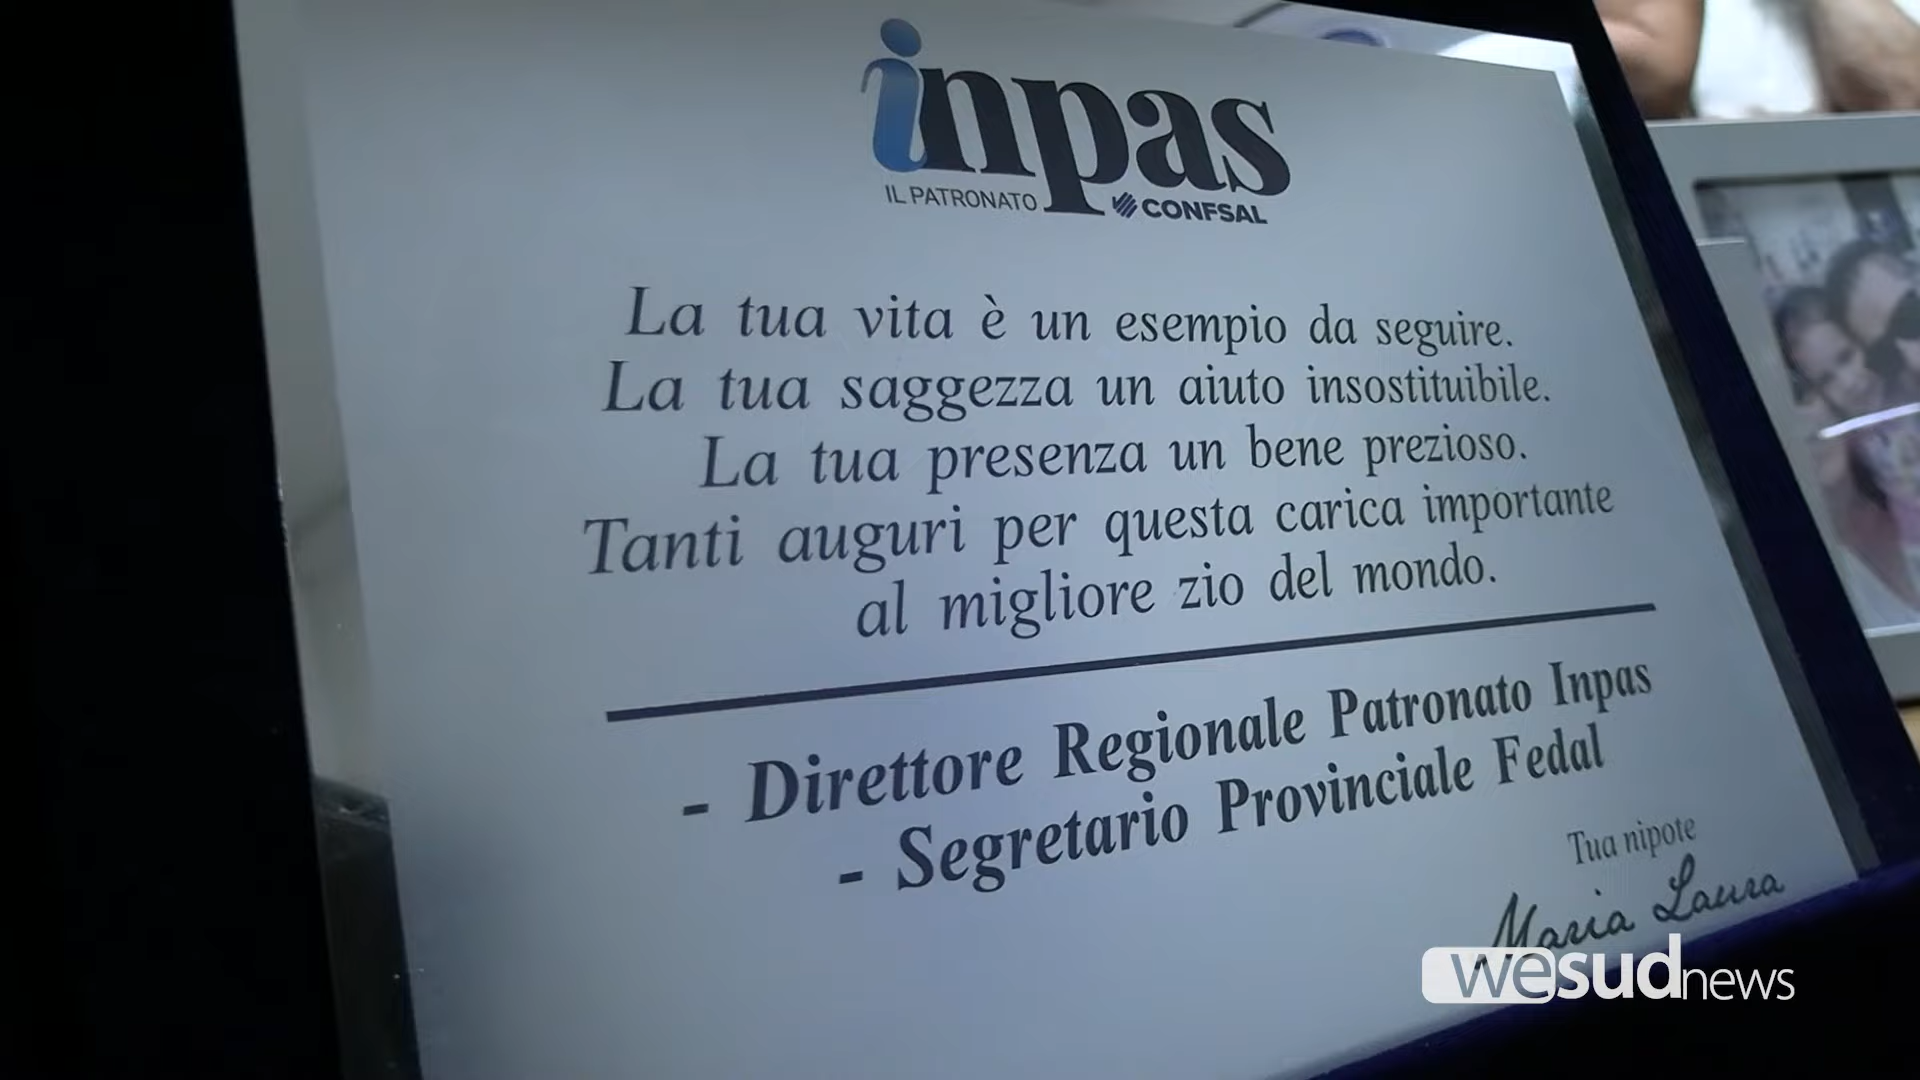 inpas
IL PATRONATO CONFSAL
La tua vita è un esempio da seguire.
La tua saggezza un aiuto insostituibile.
La tua presenza un bene prezioso.
Tanti auguri per questa carica importante
al migliore zio del mondo.
- Direttore Regionale Patronato Inpas
- Segretario Provinciale Fedal
Tua nipote
Maria Laura
wesudnews